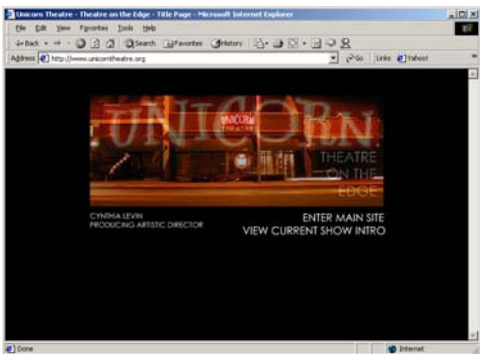 Unicorn Theatre - Theatre on the Edge - Title Page - Microsoft Internet Explorer
File Edit View Favorites Tools Help
Back Search Favorites History
Address http://www.unicorntheatre.org Go Links Yahoo!
UNICORN
UNICORN
THEATRE
THEATRE
ON THE
EDGE
CYNTHIA LEVIN
PRODUCING ARTISTIC DIRECTOR
ENTER MAIN SITE
VIEW CURRENT SHOW INTRO
Done Internet